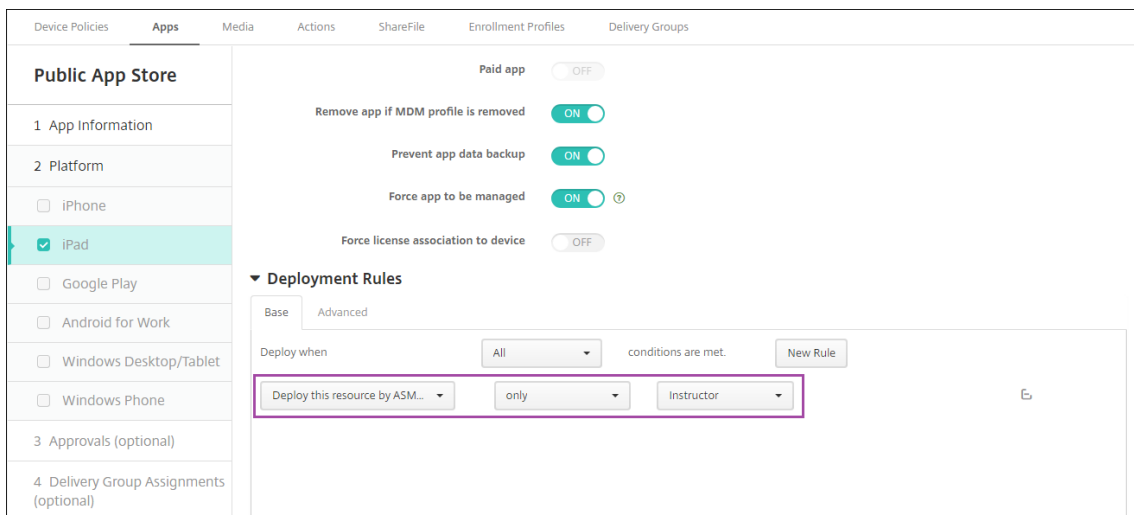 Device Policies Apps Media Actions ShareFile Enrollment Profiles Delivery Groups
Public App Store
1 App Information
2 Platform
iPhone
iPad
Google Play
Android for Work
Windows Desktop/Tablet
Windows Phone
3 Approvals (optional)
4 Delivery Group Assignments
(optional)
Paid app OFF
Remove app if MDM profile is removed ON
Prevent app data backup ON
Force app to be managed ON ?
Force license association to device OFF
Deployment Rules
Base Advanced
Deploy when All conditions are met. New Rule
Deploy this resource by ASM... only Instructor